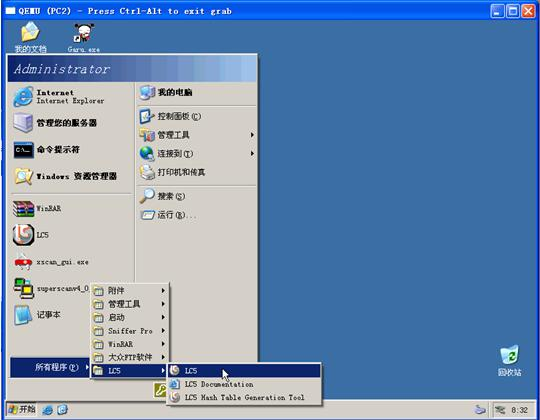 QEMU (PC2) - Press Ctrl-Alt to exit grab
我的文档
Garu.exe
Administrator
Internet
Internet Explorer
管理您的服务器
命令提示符
Windows 资源管理器
WinRAR
LC5
xscan_gui.exe
superscanv4_0
记事本
所有程序(P)
我的电脑
控制面板(C)
管理工具
连接到(T)
打印机和传真
搜索(S)
运行(R)...
附件
管理工具
启动
Sniffer Pro
WinRAR
大众FTP软件
LC5
LC5
LC5 Documentation
LC5 Hash Table Generation Tool
回收站
开始
8:32